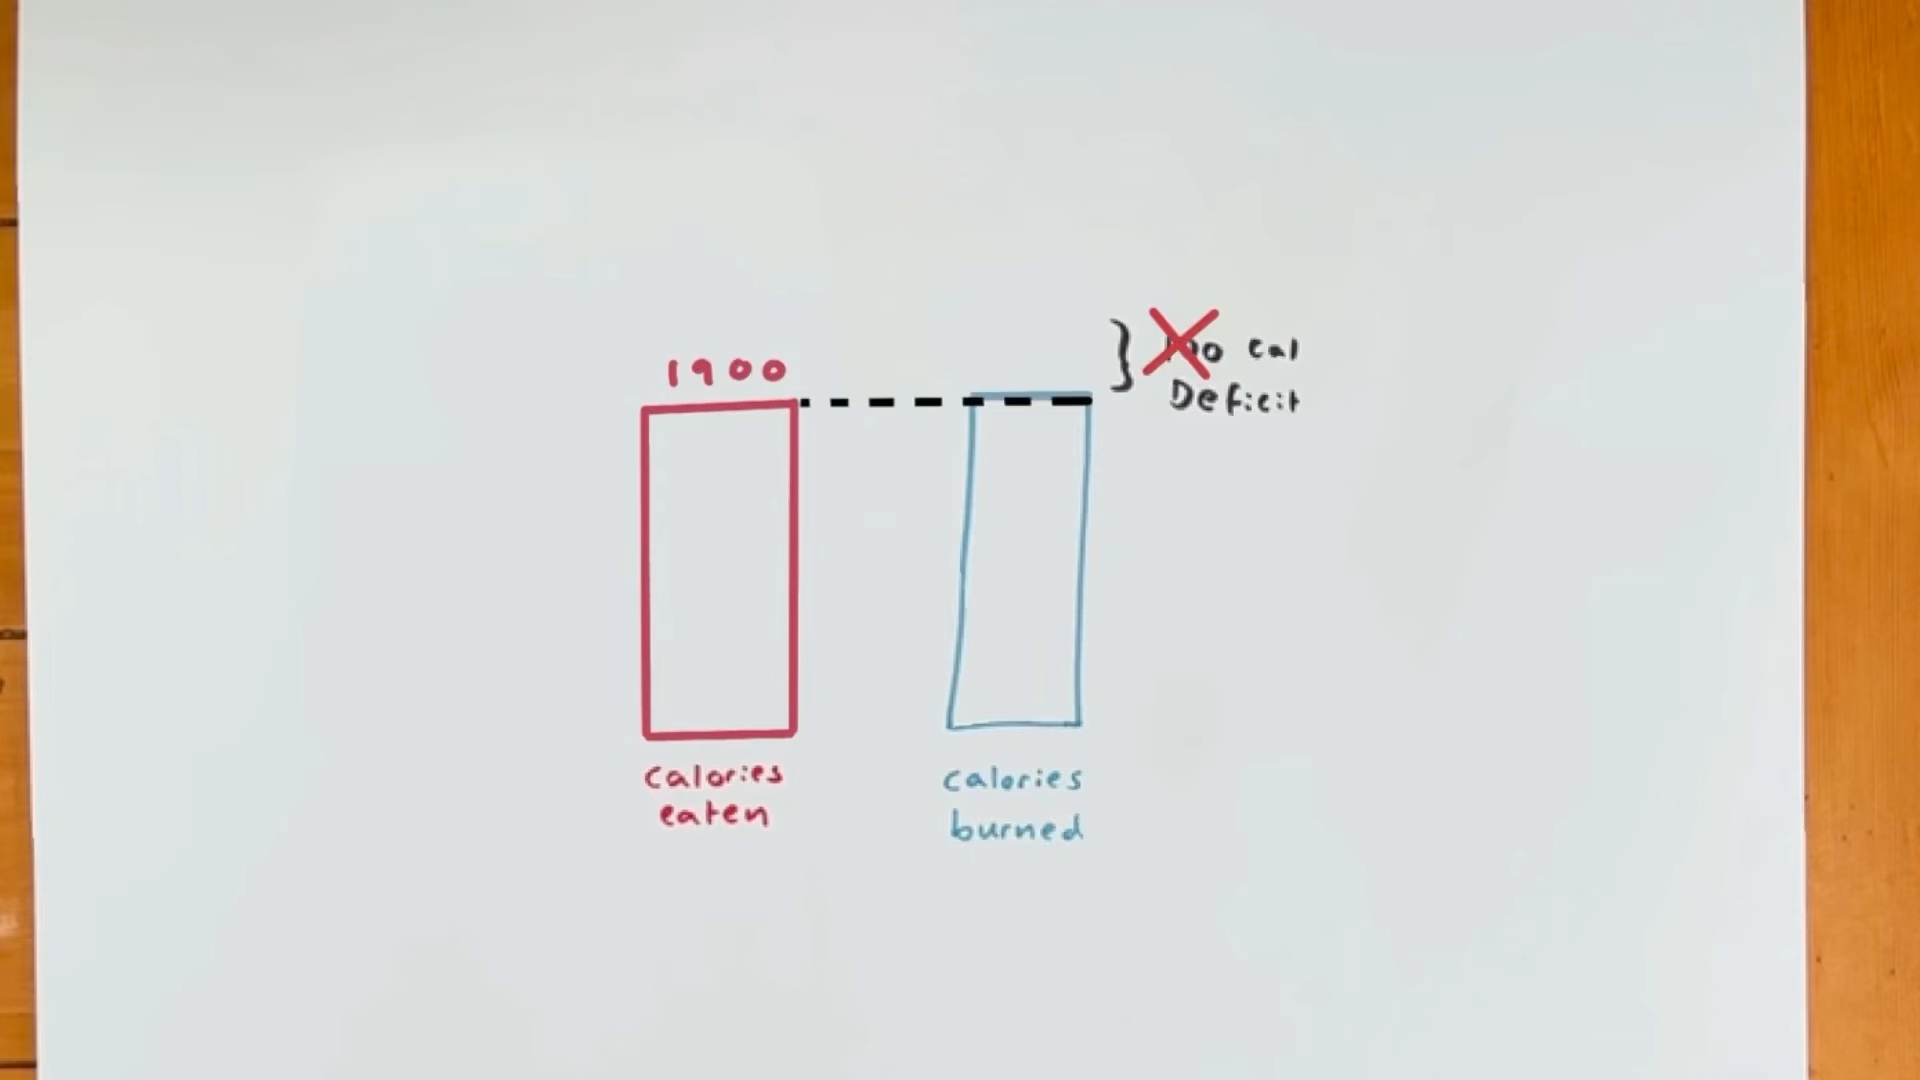 1900
Cal
Deficit
calories
eaten
calories
burned